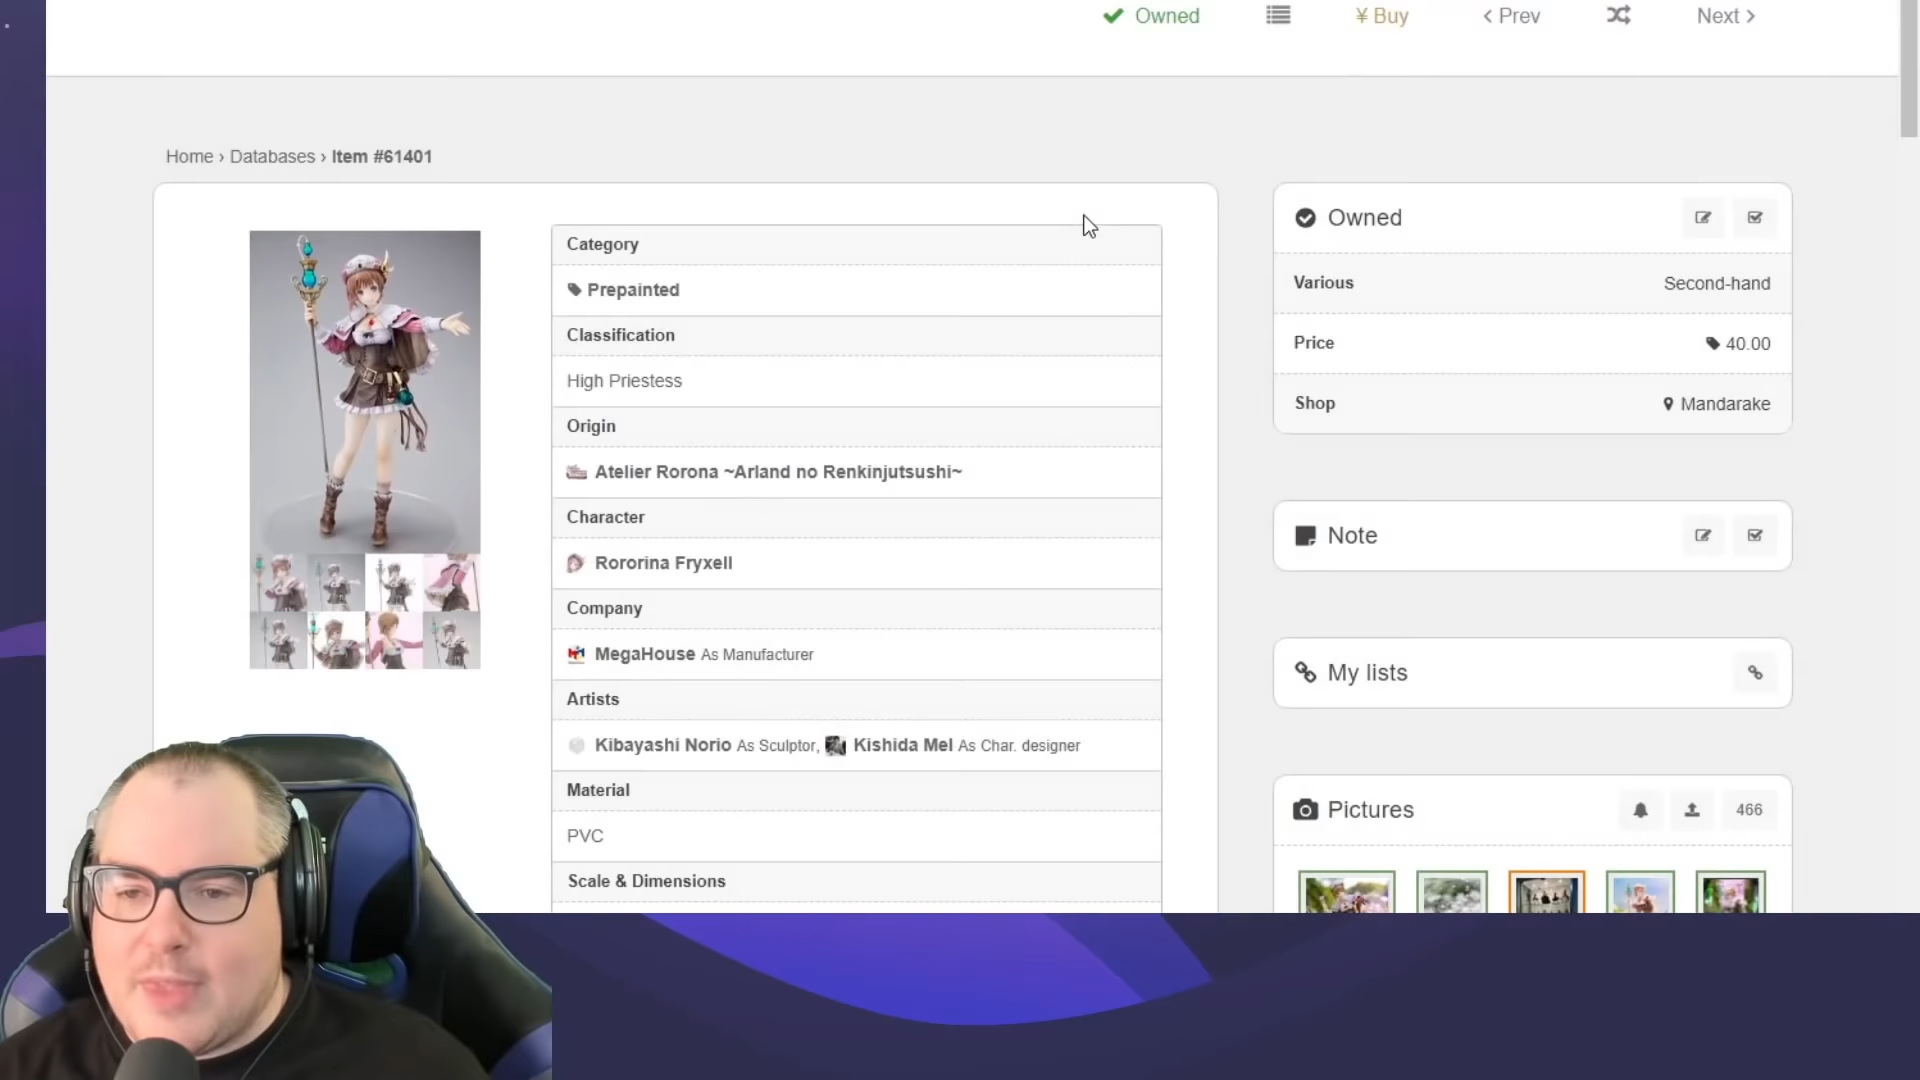 Owned
¥ Buy
Prev
Next
Home › Databases › Item #61401
Category
Prepainted
Classification
High Priestess
Origin
Atelier Rorona ~Arland no Renkinjutsushi~
Character
Rororina Fryxell
Company
MegaHouse As Manufacturer
Artists
Kibayashi Norio As Sculptor, Kishida Mel As Char. designer
Material
PVC
Scale & Dimensions
Owned
Various Second-hand
Price 40.00
Shop Mandarake
Note
My lists
Pictures 466